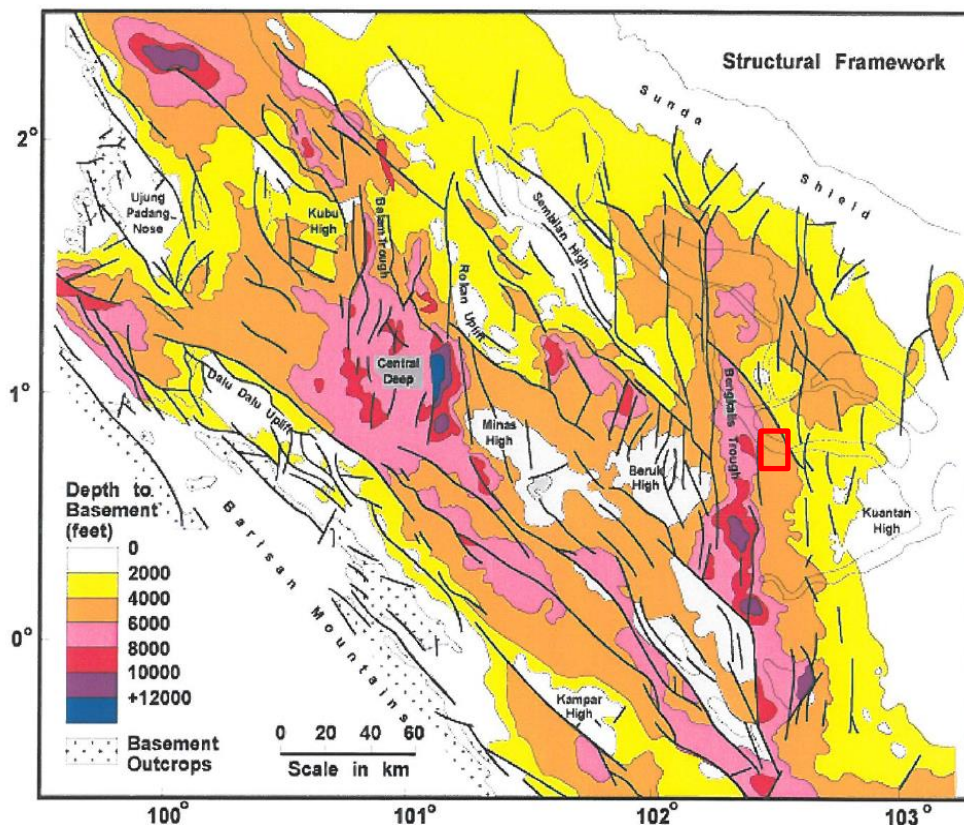 Structural Framework
Sunda
Shield
2°
1°
0°
Ujung
Padang
Nose
Kubu
High
Balam Trough
Rokan Uplift
Sembilan High
Central
Deep
Dalu Dalu Uplift
Minas
High
Beruk
High
Bengkalis Trough
Kuantan
High
Kampar
High
Barisan Mountains
Depth to
Basement
(feet)
0
2000
4000
6000
8000
10000
+12000
Basement
Outcrops
0 20 40 60
Scale in km
100°
101°
102°
103°